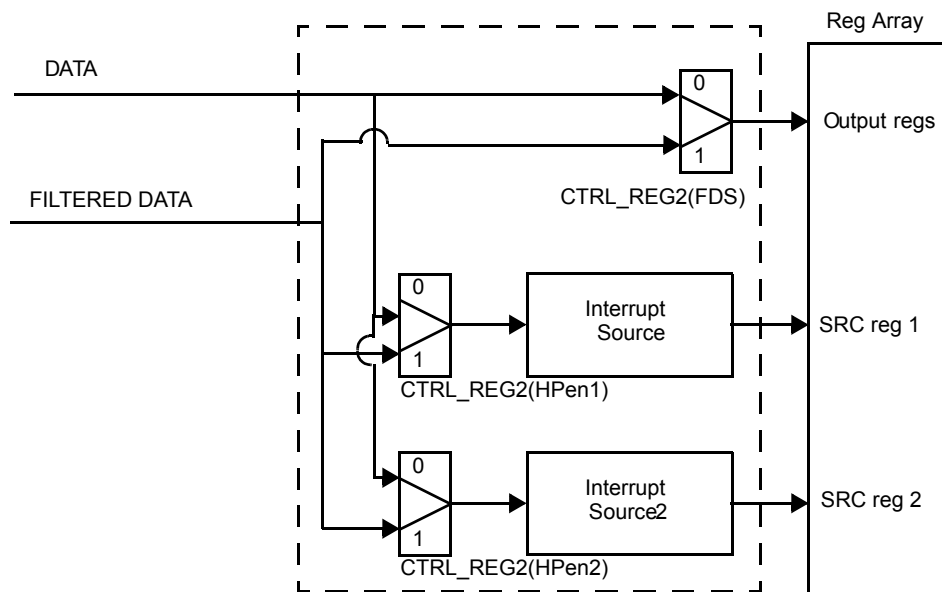 Reg Array
DATA
0
Output regs
1
FILTERED DATA
CTRL_REG2(FDS)
0
Interrupt
Source
SRC reg 1
1
CTRL_REG2(HPen1)
0
Interrupt
Source2
SRC reg 2
1
CTRL_REG2(HPen2)